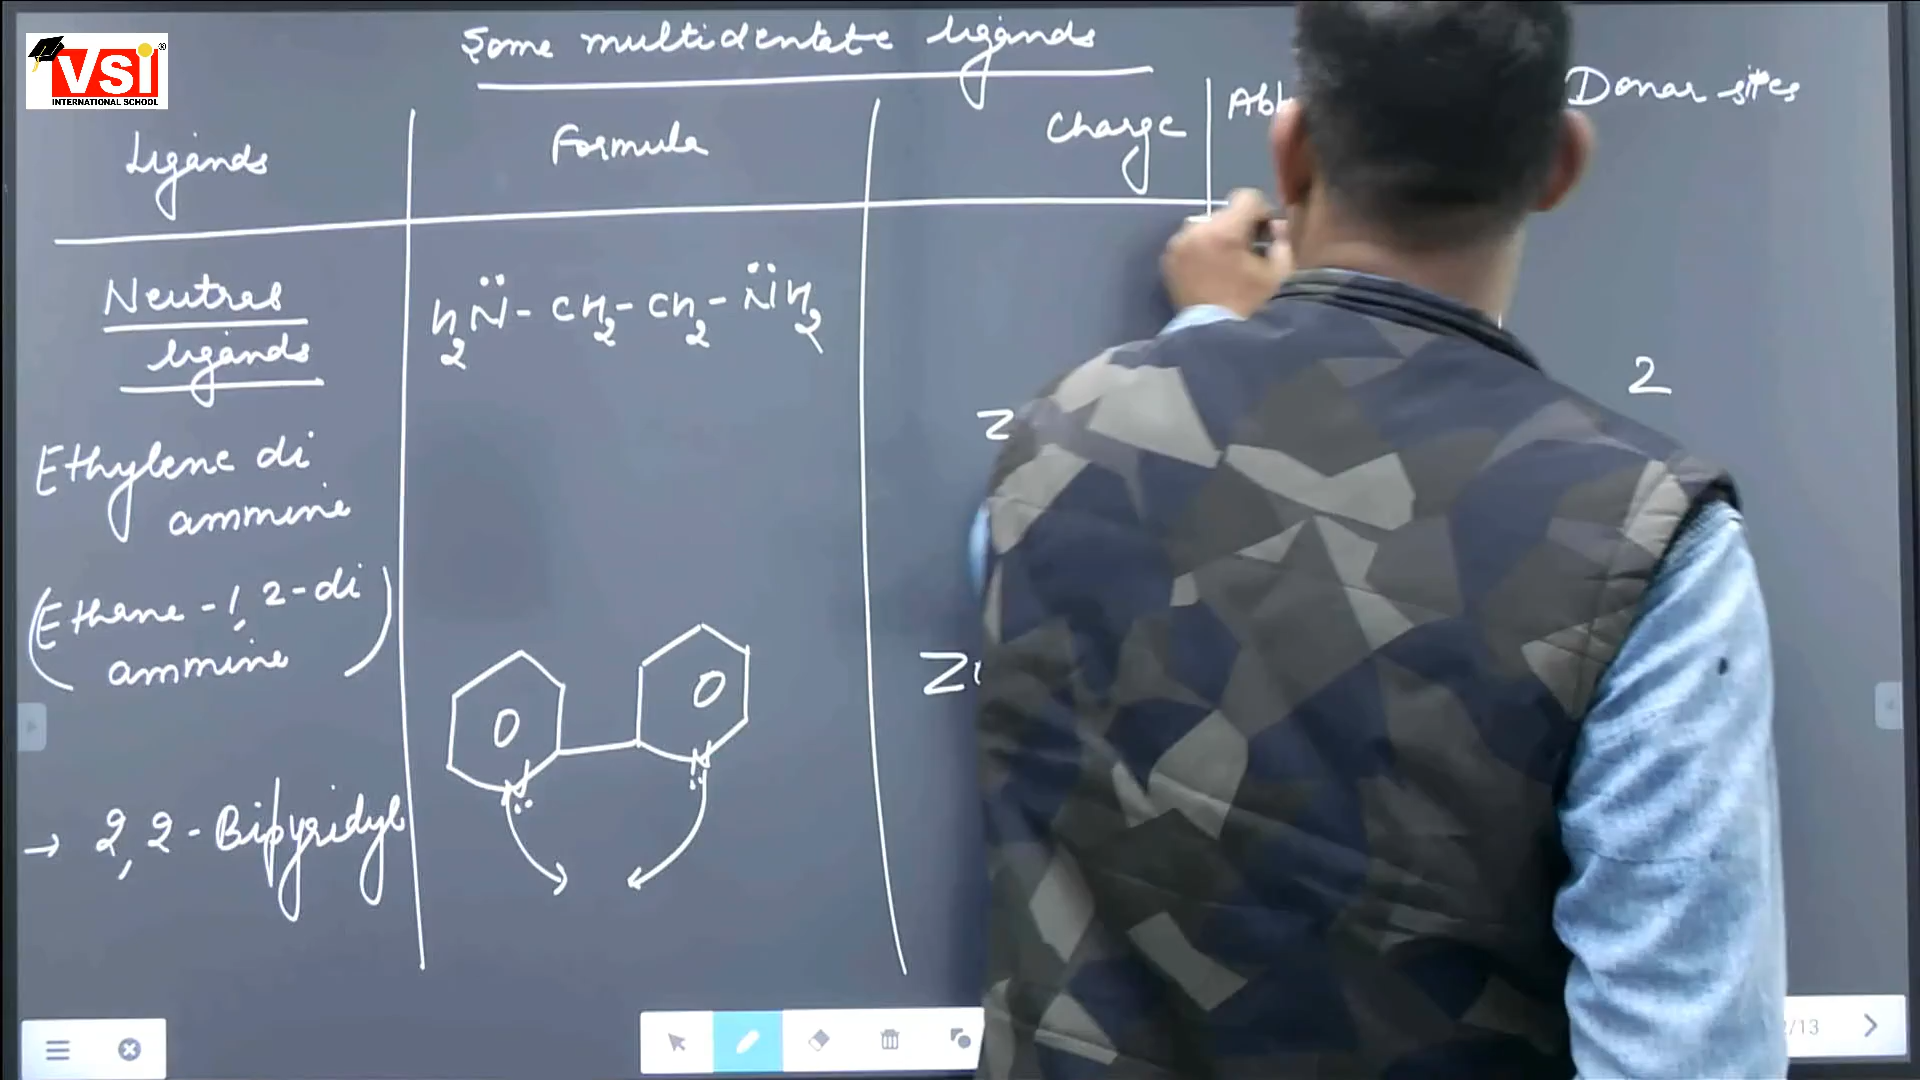 VSI
INTERNATIONAL SCHOOL
Some multidentate ligands
Ligands
Formula
Charge
Donar sites
Neutral
ligands
H2N̈ - CH2 - CH2 - N̈H2
2
Ethylene di
ammine
(Ethane -1, 2-di
ammine)
O
O
N
N
→ 2, 2 - Bipyridyl
/13